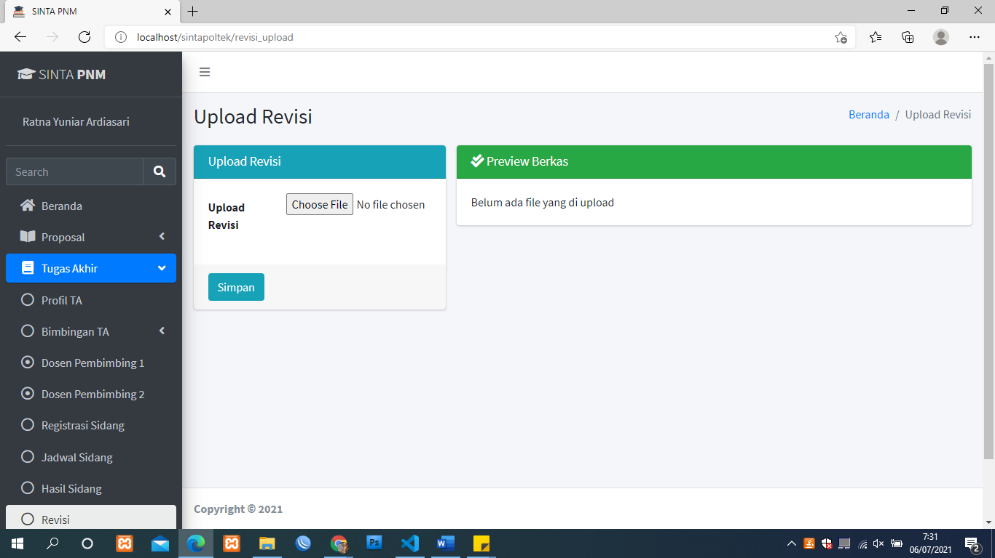 SINTA PNM
localhost/sintapoltek/revisi_upload
SINTA PNM
Ratna Yuniar Ardiasari
Search
Beranda
Proposal
Tugas Akhir
Profil TA
Bimbingan TA
Dosen Pembimbing 1
Dosen Pembimbing 2
Registrasi Sidang
Jadwal Sidang
Hasil Sidang
Revisi
Upload Revisi
Beranda / Upload Revisi
Upload Revisi
Upload
Revisi
Choose File No file chosen
Simpan
Preview Berkas
Belum ada file yang di upload
Copyright © 2021
Ps
7:31
06/07/2021
2